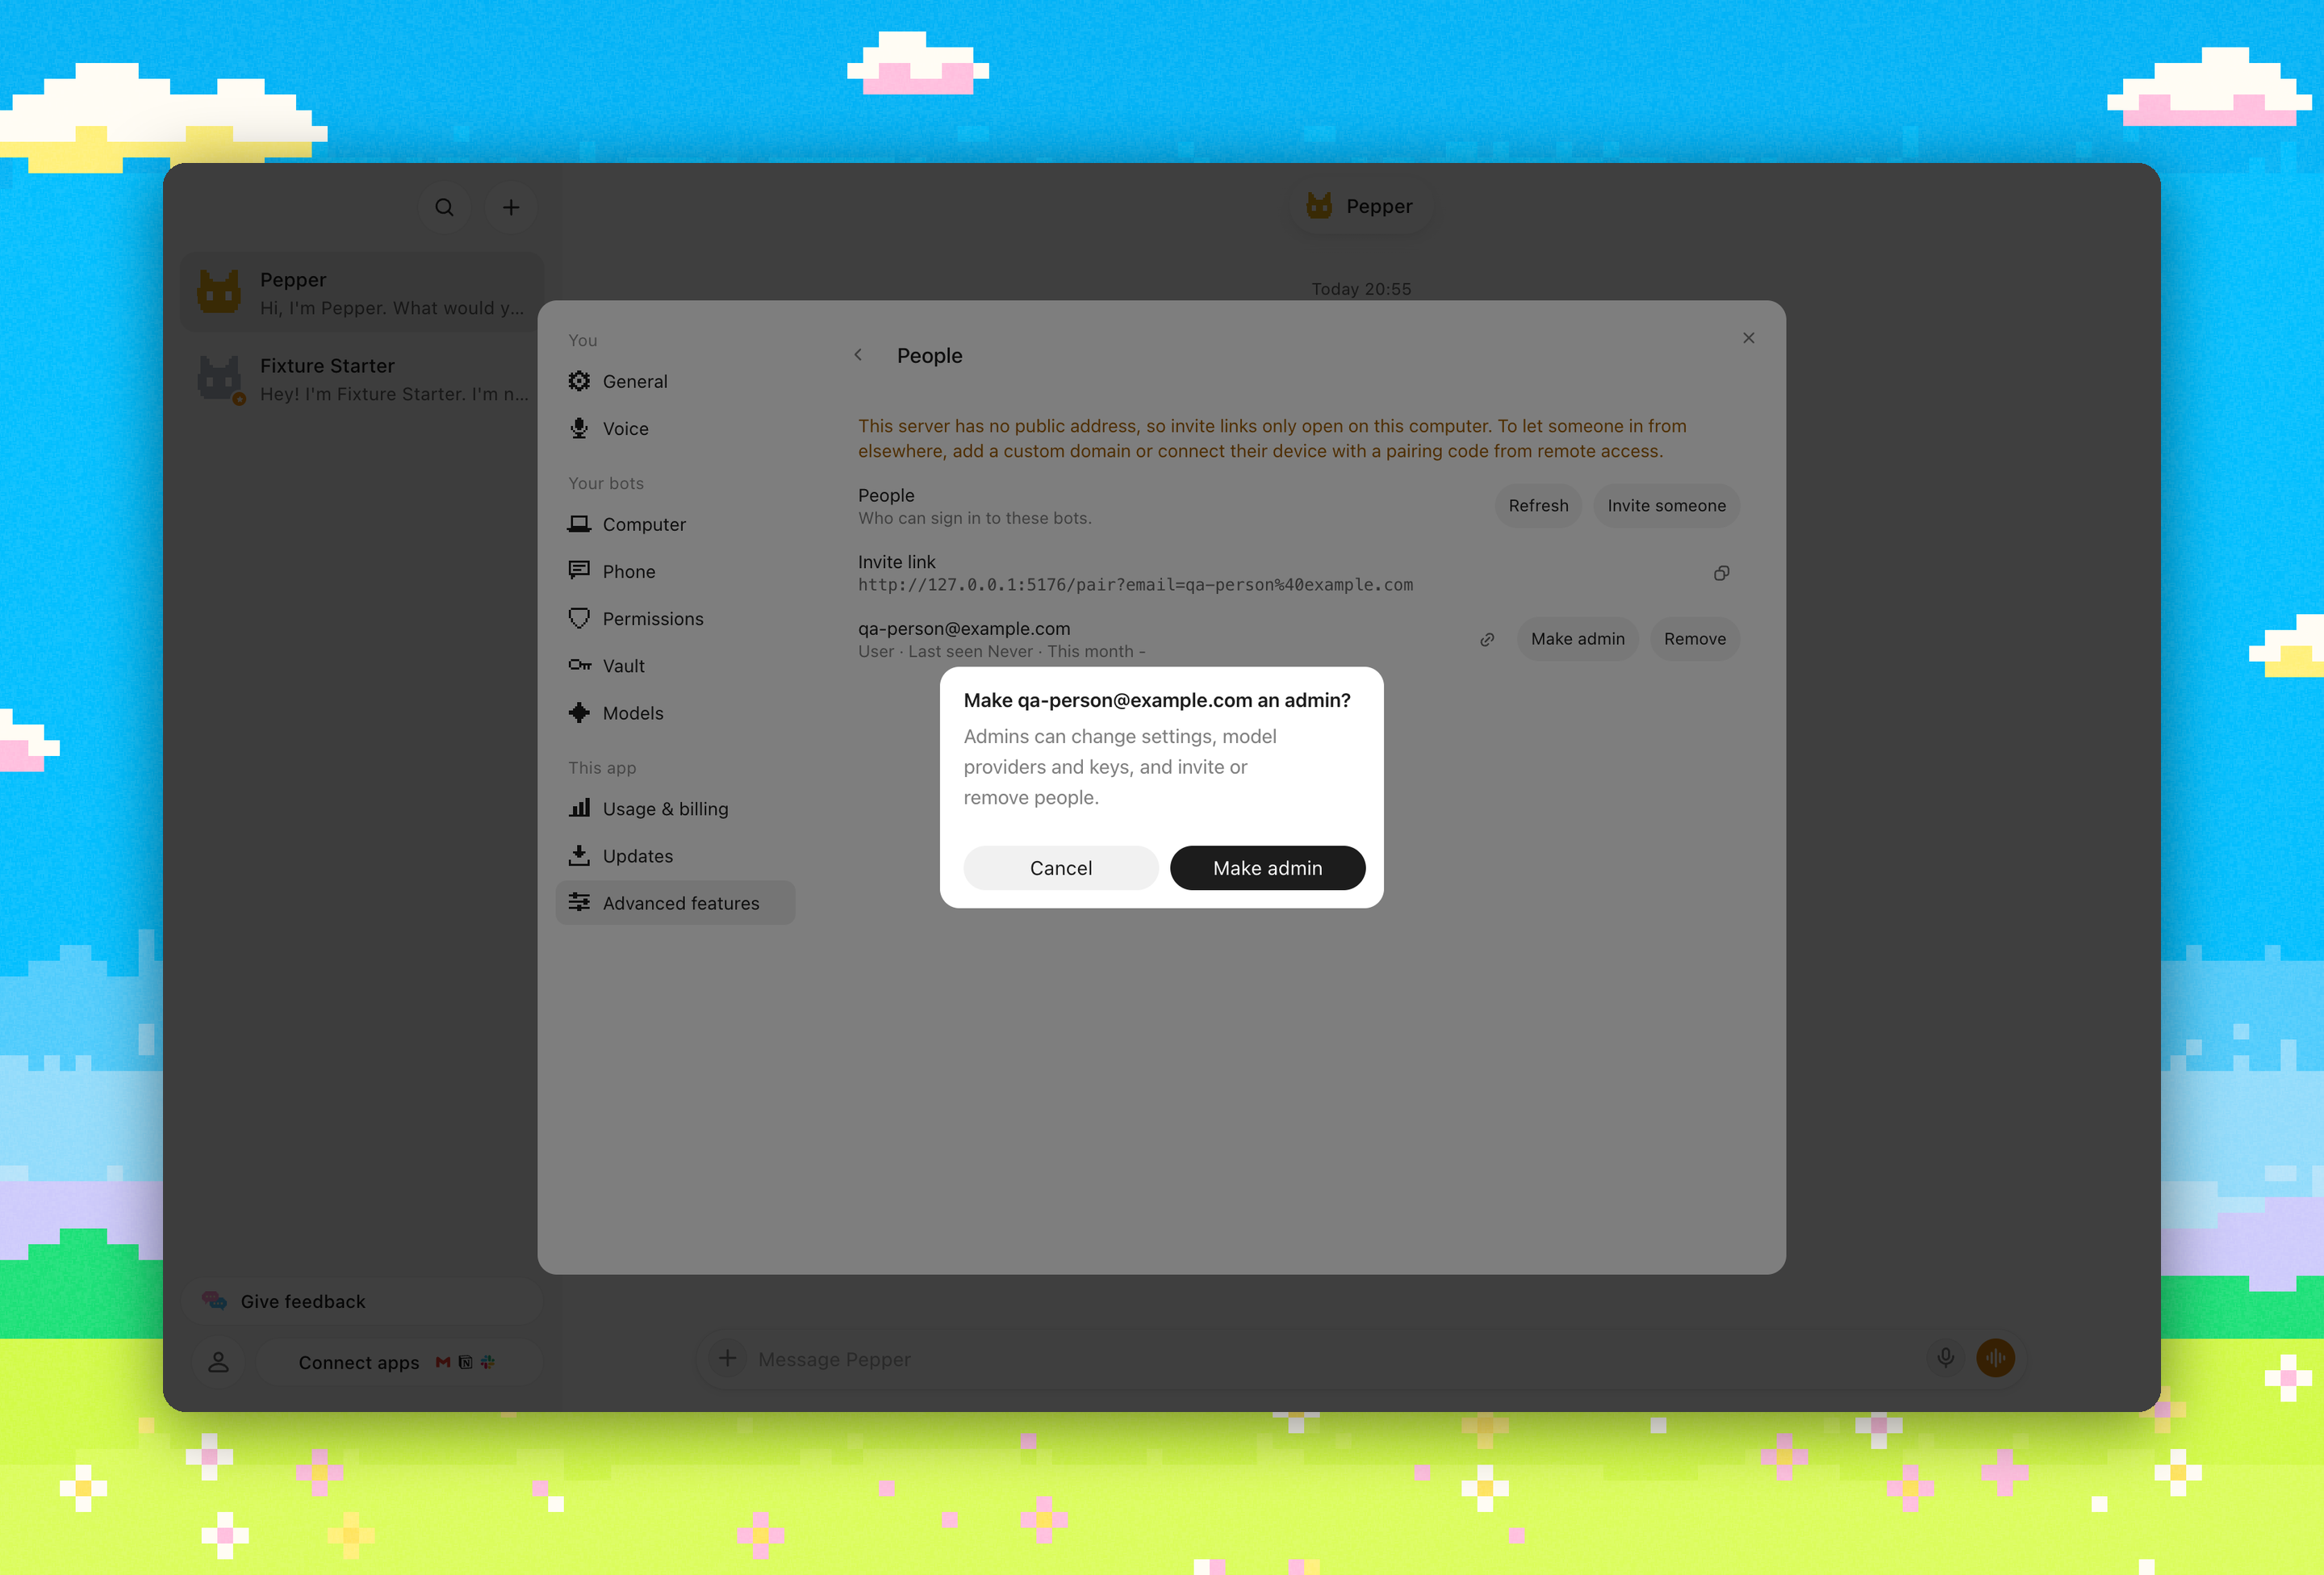 Pepper
Hi, I'm Pepper. What would y...
Fixture Starter
Hey! I'm Fixture Starter. I'm n...
Give feedback
Connect apps
Pepper
Today 20:55
You
General
Voice
Your bots
Computer
Phone
Permissions
Vault
Models
This app
Usage & billing
Updates
Advanced features
People
This server has no public address, so invite links only open on this computer. To let someone in from
elsewhere, add a custom domain or connect their device with a pairing code from remote access.
People
Who can sign in to these bots.
Refresh
Invite someone
Invite link
http://127.0.0.1:5176/pair?email=qa-person%40example.com
qa-person@example.com
User · Last seen Never · This month -
Make admin
Remove
Make qa-person@example.com an admin?
Admins can change settings, model
providers and keys, and invite or
remove people.
Cancel
Make admin
Message Pepper